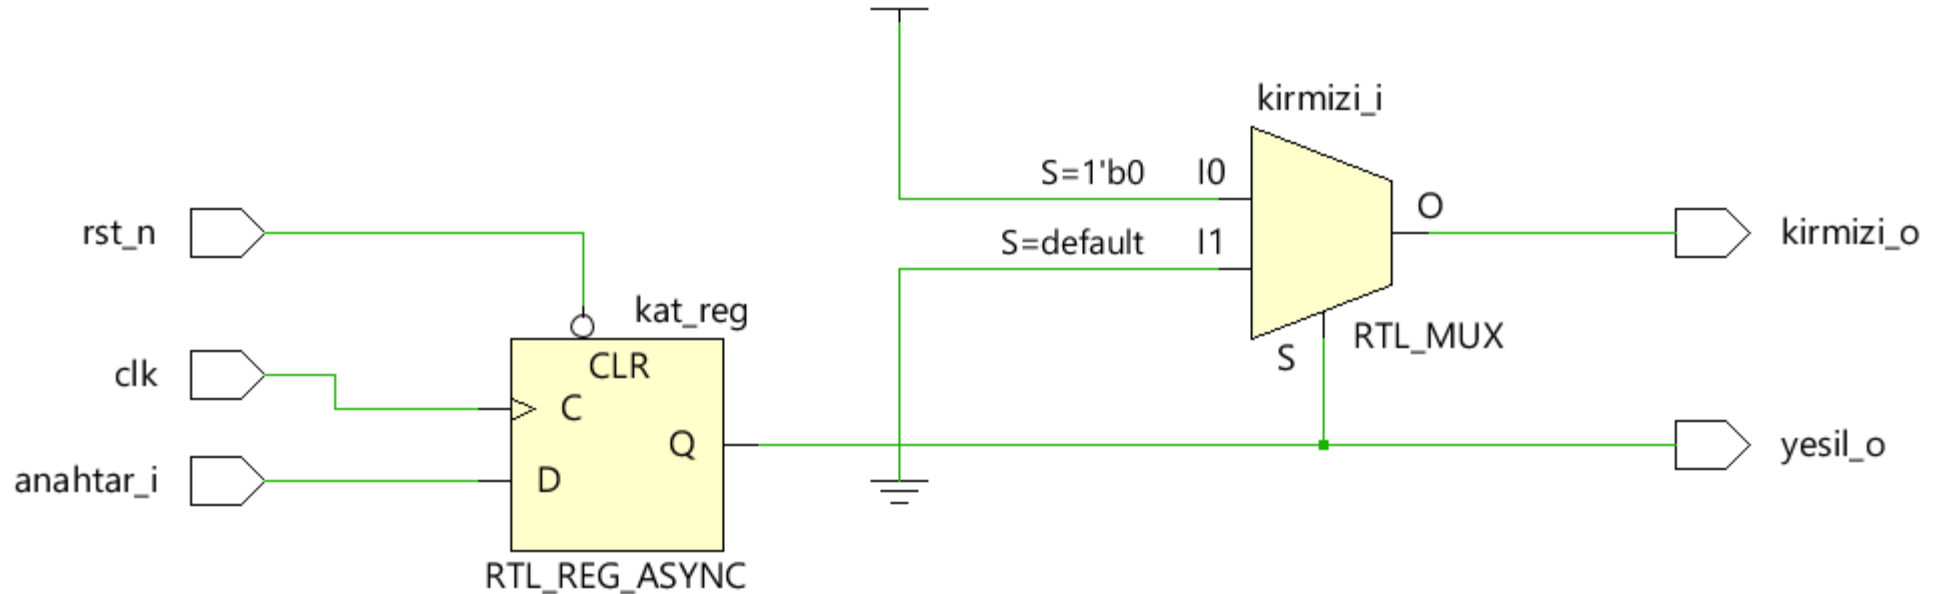 kirmizi_i
S=1'b0 I0
O
rst_n
kirmizi_o
S=default I1
kat_reg
RTL_MUX
S
CLR
clk
C
Q
yesil_o
anahtar_i
D
RTL_REG_ASYNC